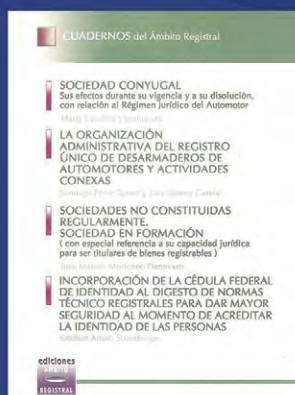 CUADERNOS del Ámbito Registral
SOCIEDAD CONYUGAL
Sus efectos durante su vigencia y a su disolución,
con relación al Régimen Jurídico del Automotor
LA ORGANIZACIÓN
ADMINISTRATIVA DEL REGISTRO
ÚNICO DE DESARMADEROS DE
AUTOMOTORES Y ACTIVIDADES
CONEXAS
SOCIEDADES NO CONSTITUIDAS
REGULARMENTE.
SOCIEDAD EN FORMACIÓN
( con especial referencia a su capacidad jurídica
para ser titulares de bienes registrables )
INCORPORACIÓN DE LA CÉDULA FEDERAL
DE IDENTIDAD AL DIGESTO DE NORMAS
TÉCNICO REGISTRALES PARA DAR MAYOR
SEGURIDAD AL MOMENTO DE ACREDITAR
LA IDENTIDAD DE LAS PERSONAS
ediciones
ÁMBITO
REGISTRAL